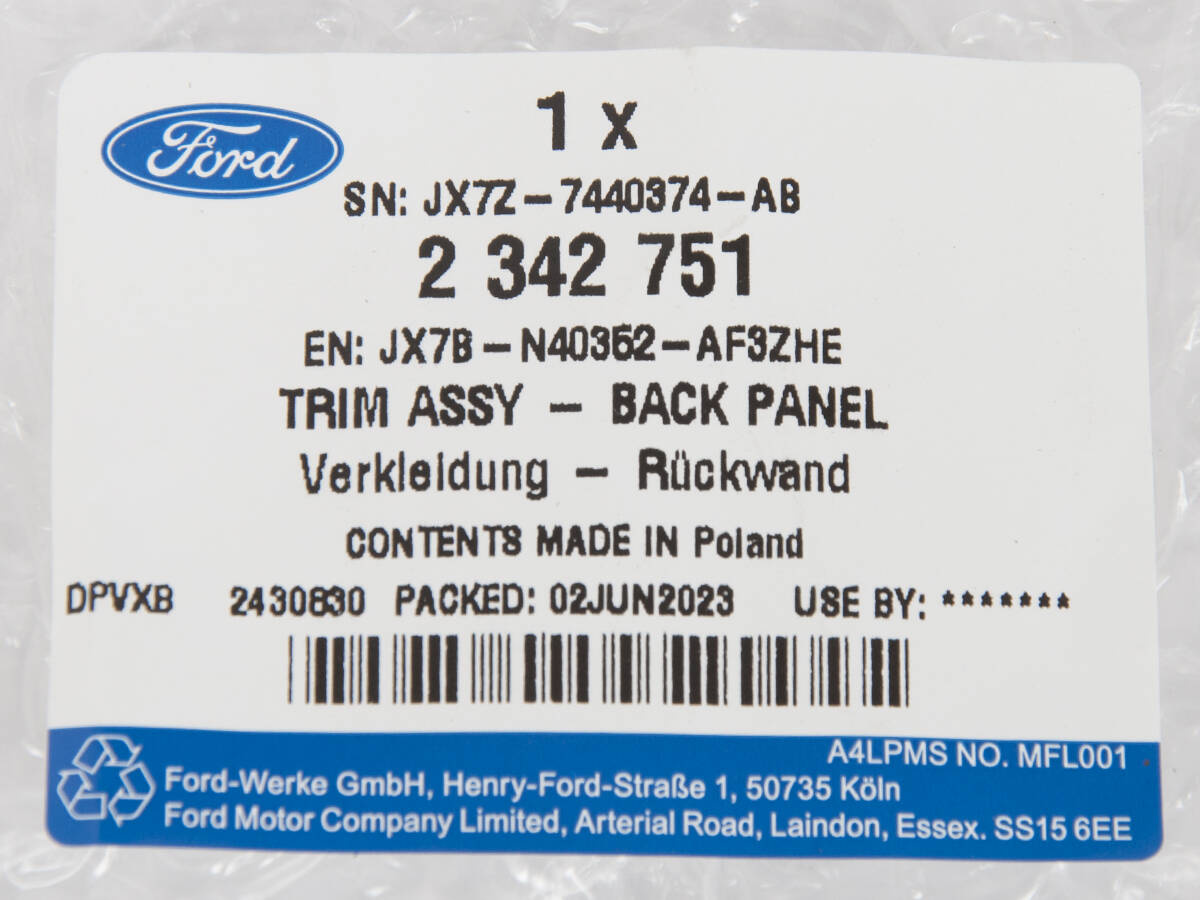 Ford
1 x
SN: JX7Z-7440374-AB
2 342 751
EN: JX7B-N40352-AF3ZHE
TRIM ASSY - BACK PANEL
Verkleidung - Rückwand
CONTENTS MADE IN Poland
DPVXB 2430830 PACKED: 02JUN2023 USE BY: *******
A4LPMS NO. MFL001
Ford-Werke GmbH, Henry-Ford-Straße 1, 50735 Köln
Ford Motor Company Limited, Arterial Road, Laindon, Essex. SS15 6EE